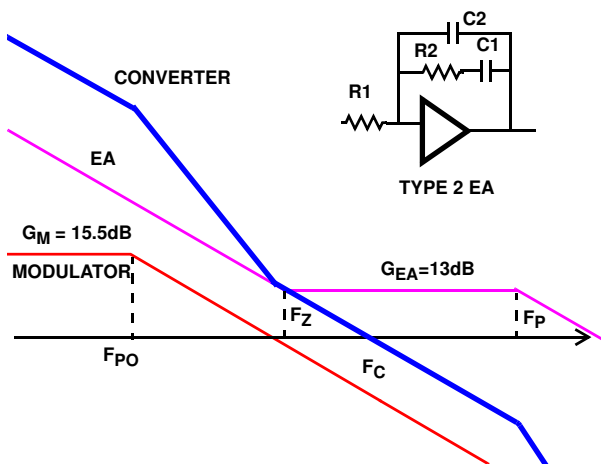 C2
R2
C1
R1
CONVERTER
EA
TYPE 2 EA
GM = 15.5dB
MODULATOR
GEA=13dB
FZ
FP
FPO
FC